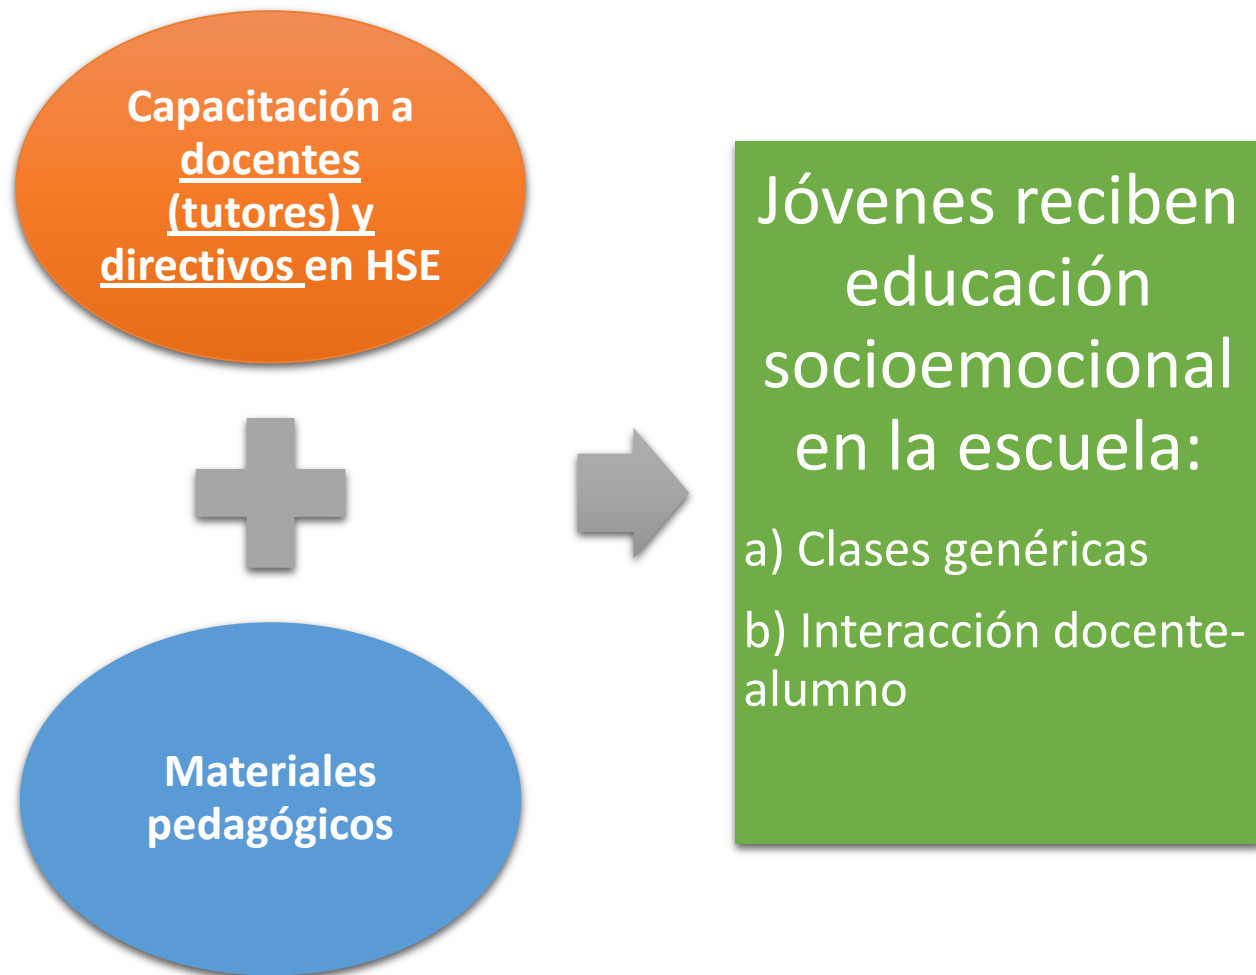 Capacitación a
docentes
(tutores) y
directivos en HSE
Materiales
pedagógicos
Jóvenes reciben
educación
socioemocional
en la escuela:
a) Clases genéricas
b) Interacción docente-
alumno